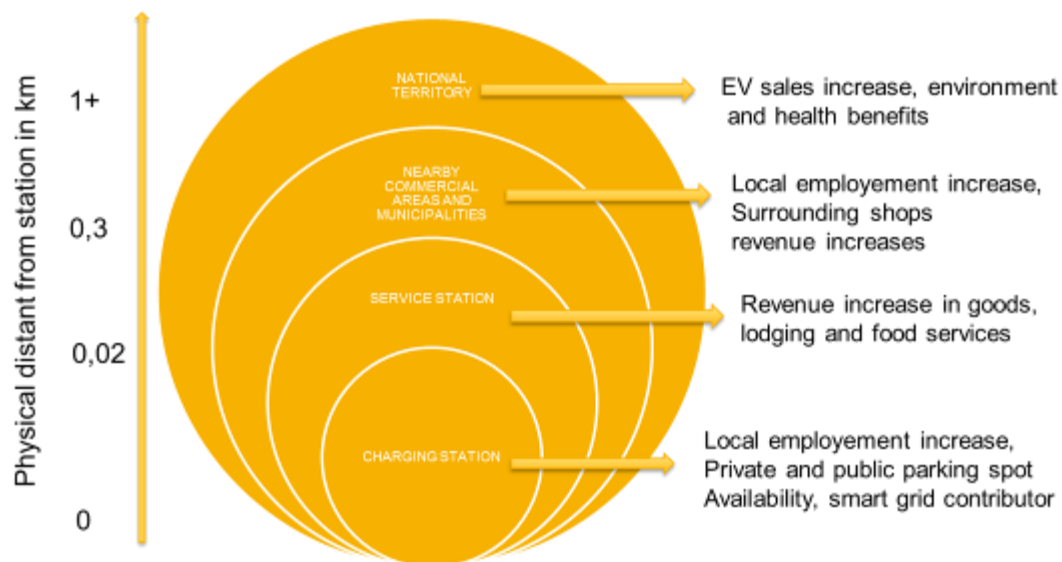 Physical distant from station in km
1+
0,3
0,02
0
NATIONAL
TERRITORY
EV sales increase, environment
and health benefits
NEARBY
COMMERCIAL
AREAS AND
MUNICIPALITIES
Local employement increase,
Surrounding shops
revenue increases
SERVICE STATION
Revenue increase in goods,
lodging and food services
CHARGING STATION
Local employement increase,
Private and public parking spot
Availability, smart grid contributor